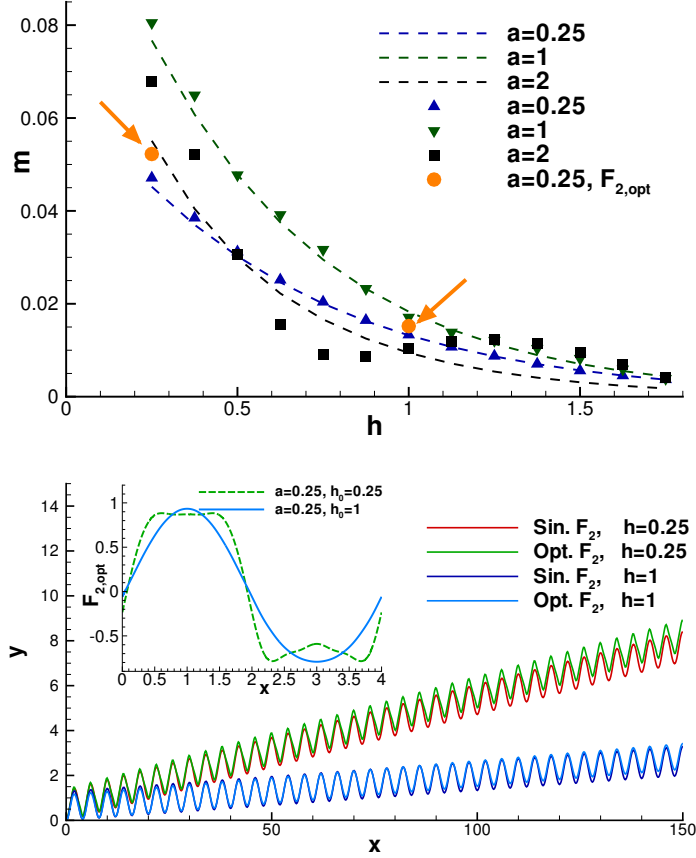 0.08
0.06
0.04
0.02
0
m
0
0.5
1
1.5
h
a=0.25
a=1
a=2
a=0.25
a=1
a=2
a=0.25, F2,opt
14
12
10
8
6
4
2
0
y
0
50
100
150
x
Sin. F2, h=0.25
Opt. F2, h=0.25
Sin. F2, h=1
Opt. F2, h=1
a=0.25, h0=0.25
a=0.25, h0=1
1
0.5
0
-0.5
F2,opt
0
0.5
1
1.5
2
2.5
3
3.5
4
x